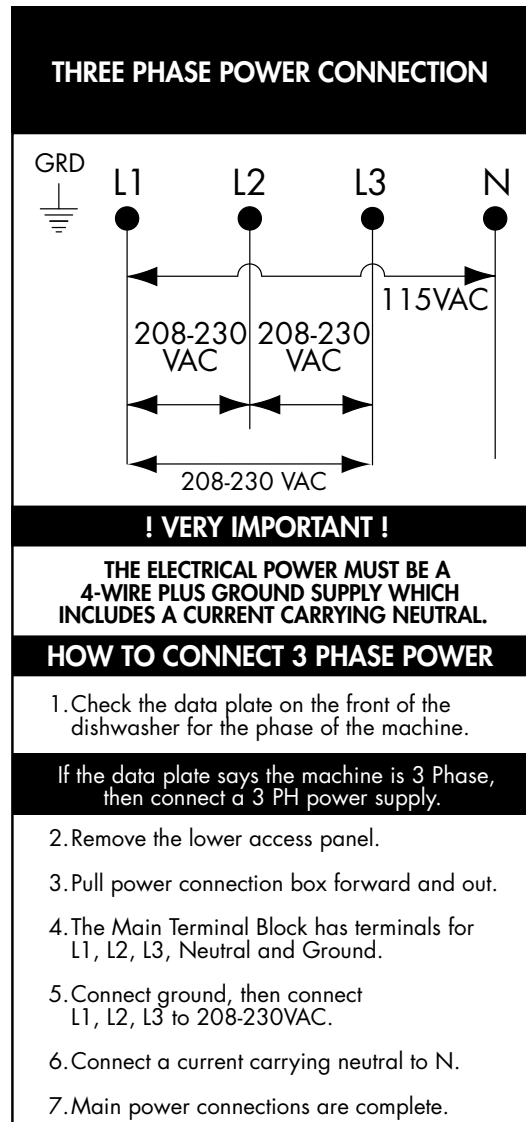 THREE PHASE POWER CONNECTION
GRD
L1 L2 L3 N
115VAC
208-230 208-230
VAC VAC
208-230 VAC
! VERY IMPORTANT !
THE ELECTRICAL POWER MUST BE A
4-WIRE PLUS GROUND SUPPLY WHICH
INCLUDES A CURRENT CARRYING NEUTRAL.
HOW TO CONNECT 3 PHASE POWER
1.Check the data plate on the front of the
dishwasher for the phase of the machine.
If the data plate says the machine is 3 Phase,
then connect a 3 PH power supply.
2.Remove the lower access panel.
3.Pull power connection box forward and out.
4.The Main Terminal Block has terminals for
L1, L2, L3, Neutral and Ground.
5.Connect ground, then connect
L1, L2, L3 to 208-230VAC.
6.Connect a current carrying neutral to N.
7.Main power connections are complete.